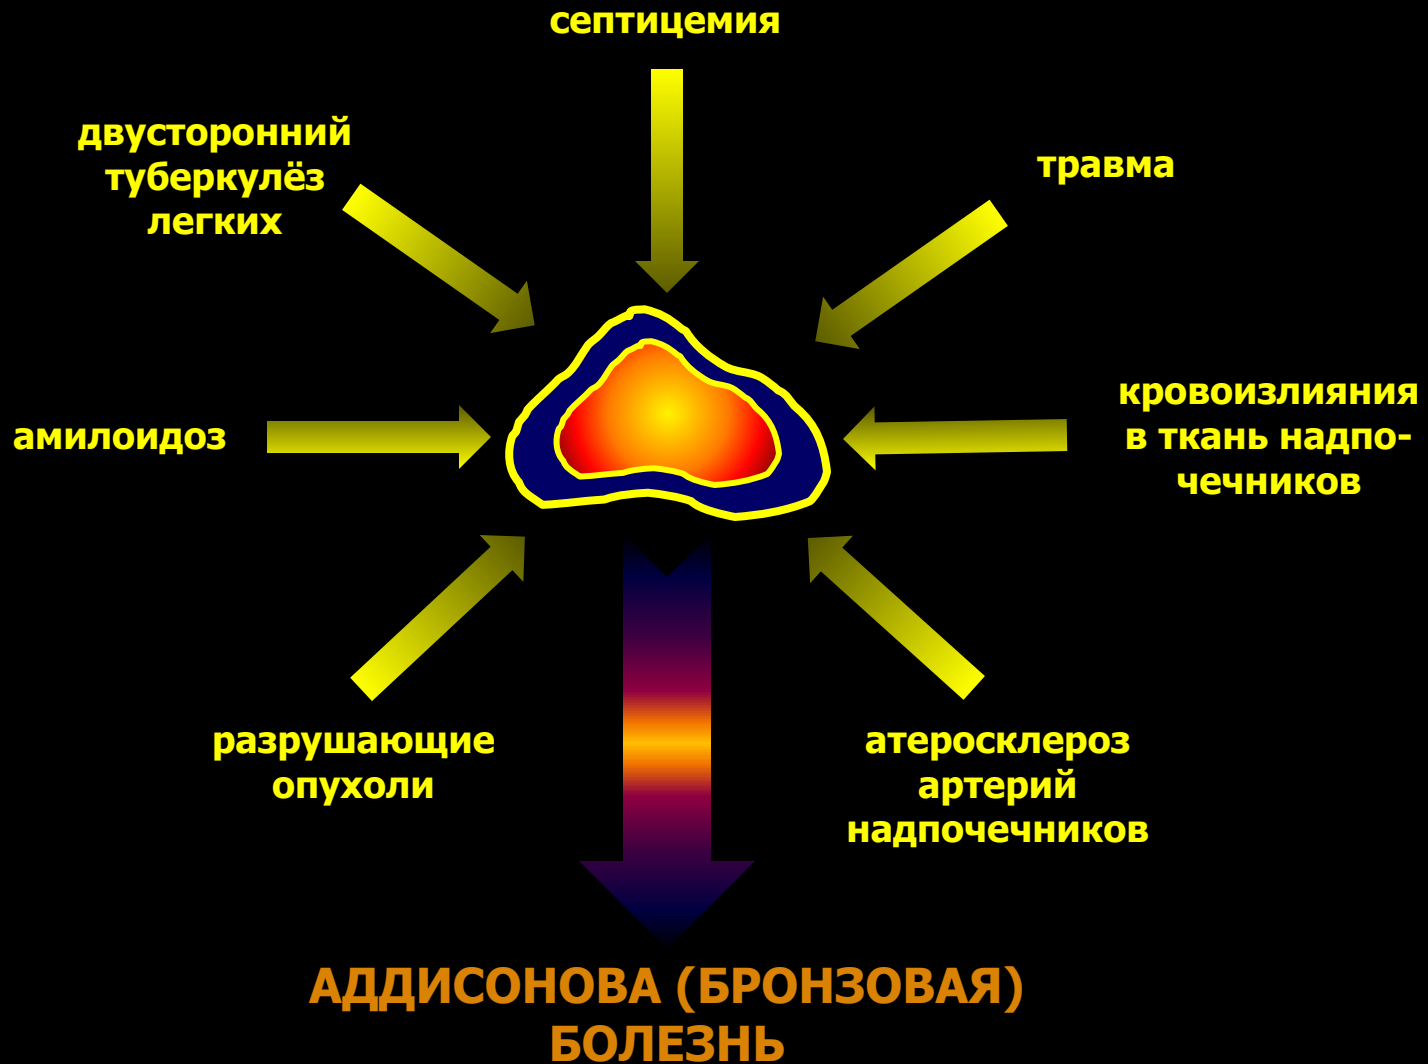 септицемия
двусторонний
туберкулёз
легких
травма
амилоидоз
кровоизлияния
в ткань надпо-
чечников
разрушающие
опухоли
атеросклероз
артерий
надпочечников
АДДИСОНОВА (БРОНЗОВАЯ)
БОЛЕЗНЬ